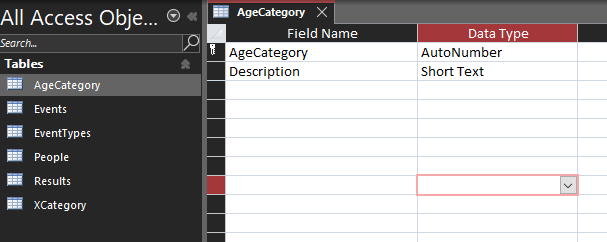 All Access Obje...
Search...
Tables
AgeCategory
Events
EventTypes
People
Results
XCategory
AgeCategory
Field Name Data Type
AgeCategory AutoNumber
Description Short Text